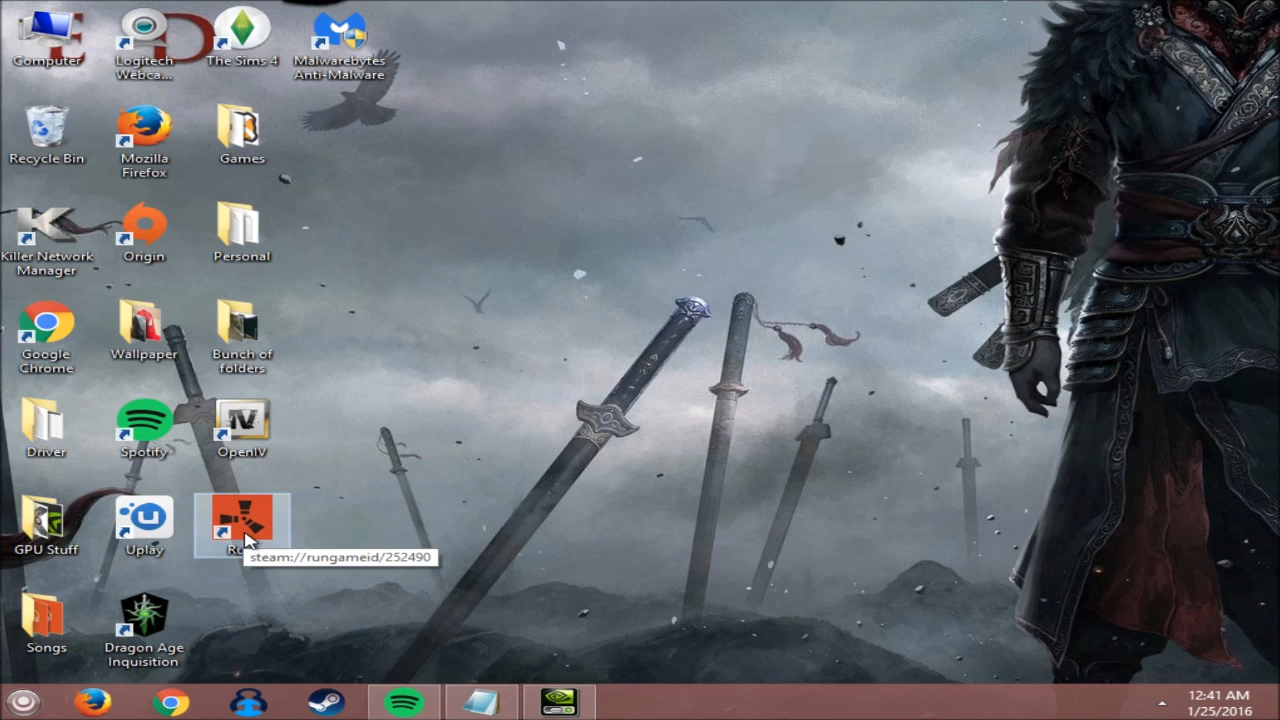 Computer
Logitech
Webca...
The Sims 4
Malwarebytes
Anti-Malware
Recycle Bin
Mozilla
Firefox
Games
Killer Network
Manager
Origin
Personal
Google
Chrome
Wallpaper
Bunch of
folders
Driver
Spotify
OpenIV
GPU Stuff
Uplay
steam://rungameid/252490
Songs
Dragon Age
Inquisition
12:41 AM
1/25/2016